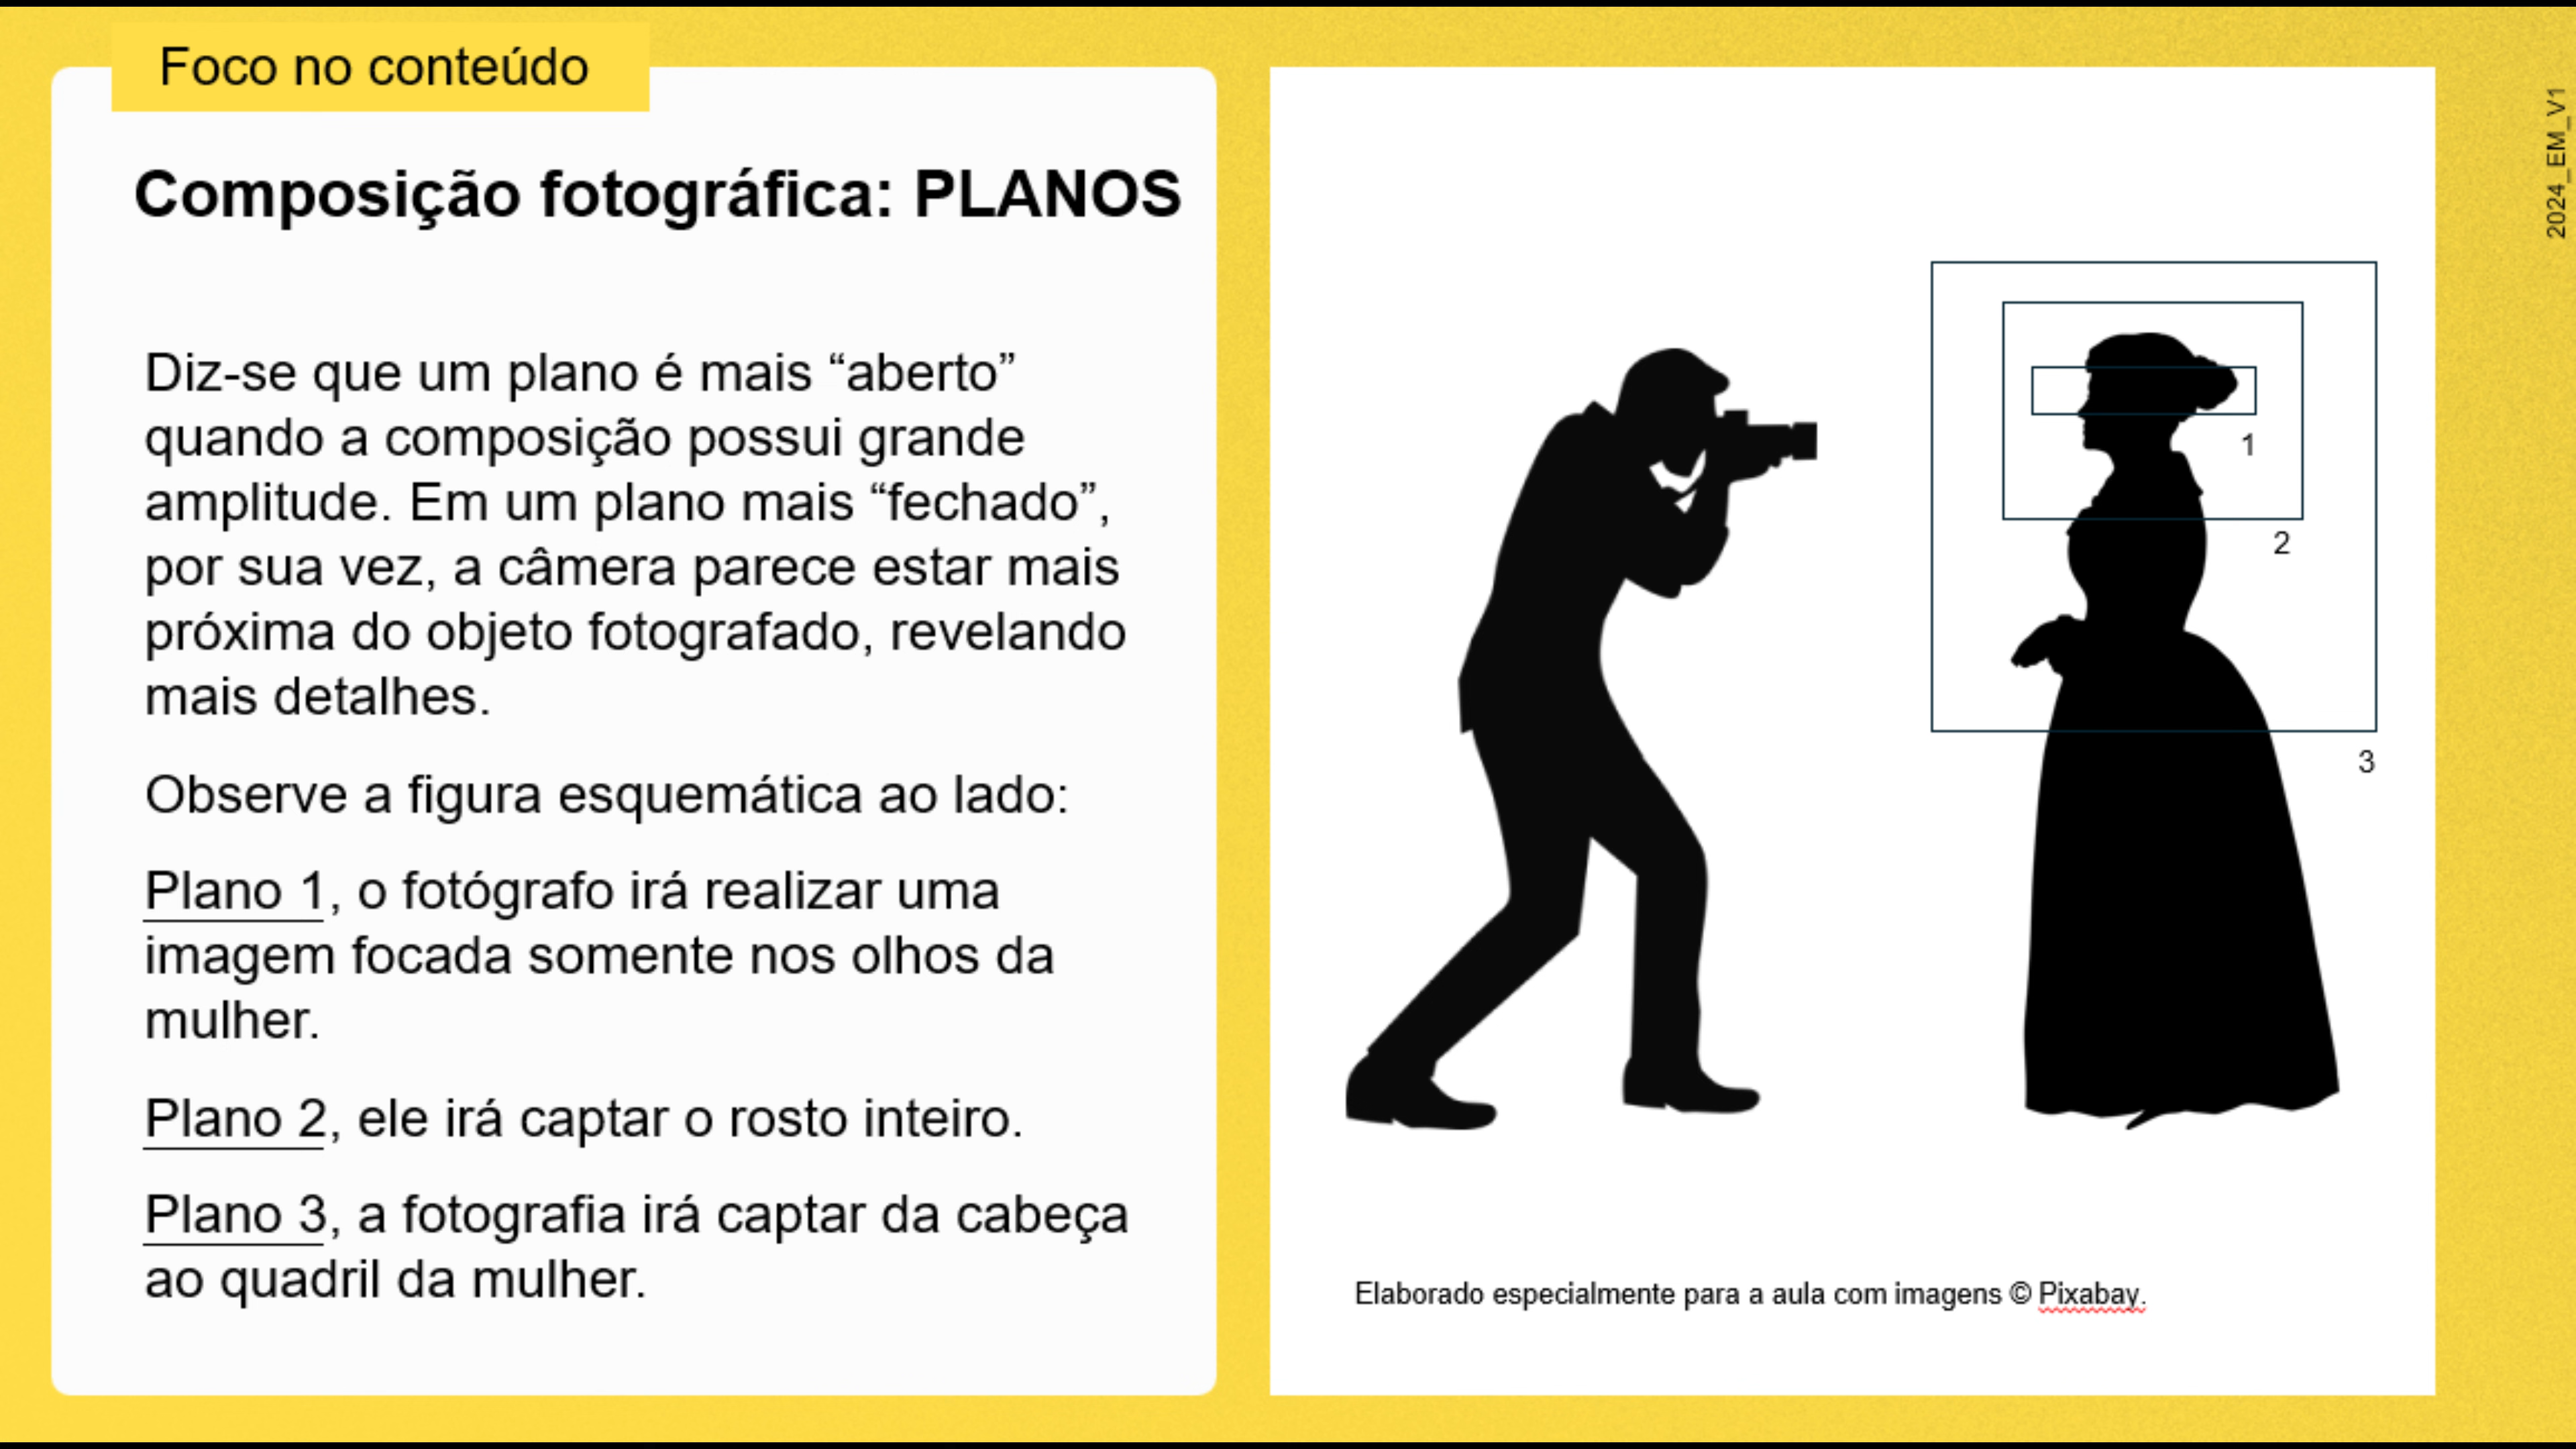 Foco no conteúdo
Composição fotográfica: PLANOS
Diz-se que um plano é mais “aberto”
quando a composição possui grande
amplitude. Em um plano mais “fechado”,
por sua vez, a câmera parece estar mais
próxima do objeto fotografado, revelando
mais detalhes.
Observe a figura esquemática ao lado:
Plano 1, o fotógrafo irá realizar uma
imagem focada somente nos olhos da
mulher.
Plano 2, ele irá captar o rosto inteiro.
Plano 3, a fotografia irá captar da cabeça
ao quadril da mulher.
1
2
3
Elaborado especialmente para a aula com imagens © Pixabay.
2024_EM_V1